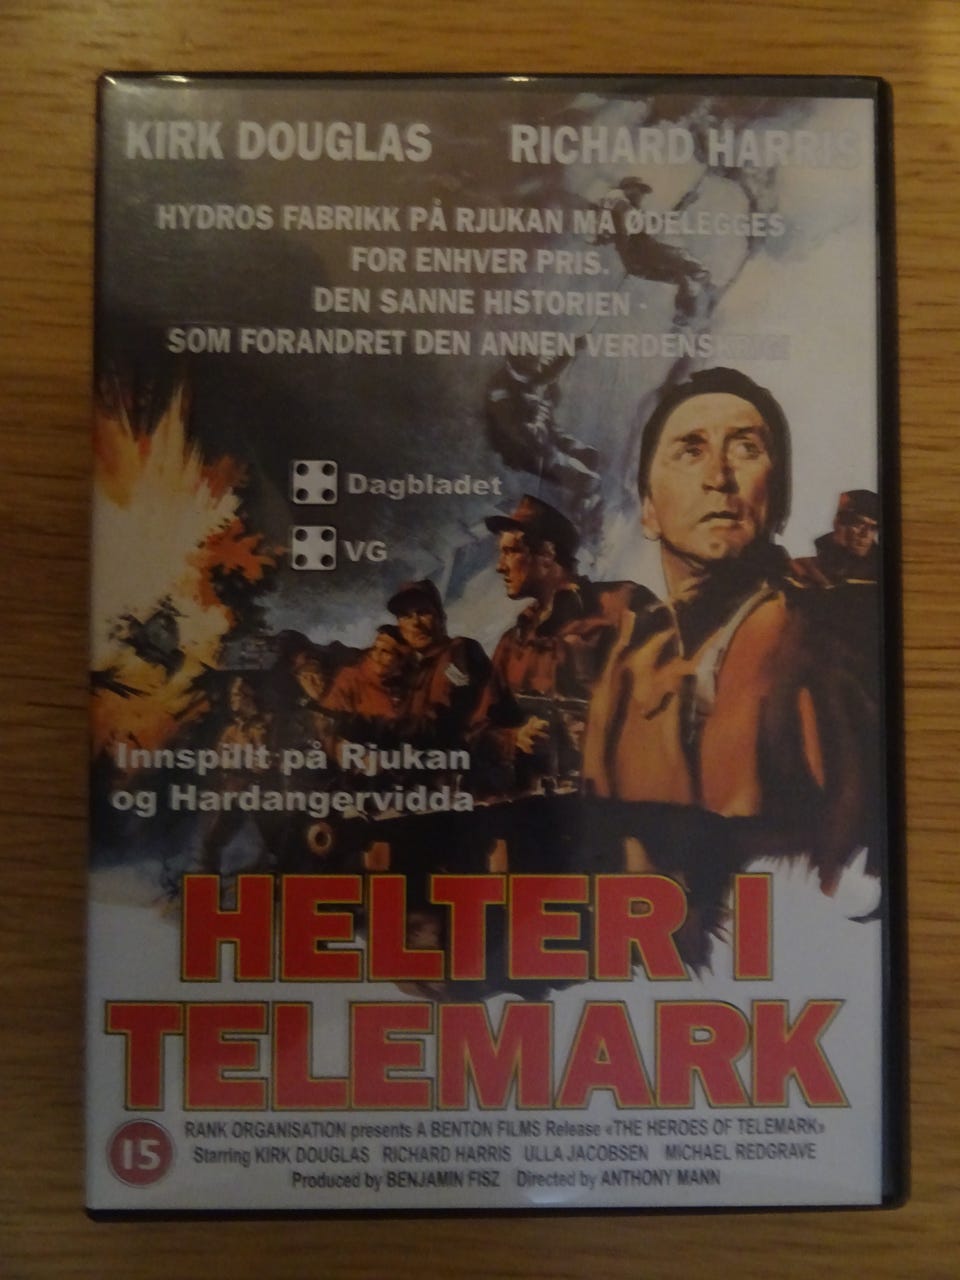 KIRK DOUGLAS RICHARD HARRIS
HYDROS FABRIKK PÅ RJUKAN MÅ ØDELEGGES -
FOR ENHVER PRIS.
DEN SANNE HISTORIEN -
SOM FORANDRET DEN ANNEN VERDENSKRIG!
Dagbladet
VG
Innspillt på Rjukan
og Hardangervidda
HELTER I
TELEMARK
15
RANK ORGANISATION presents A BENTON FILMS Release «THE HEROES OF TELEMARK»
Starring KIRK DOUGLAS RICHARD HARRIS ULLA JACOBSEN MICHAEL REDGRAVE
Produced by BENJAMIN FISZ Directed by ANTHONY MANN